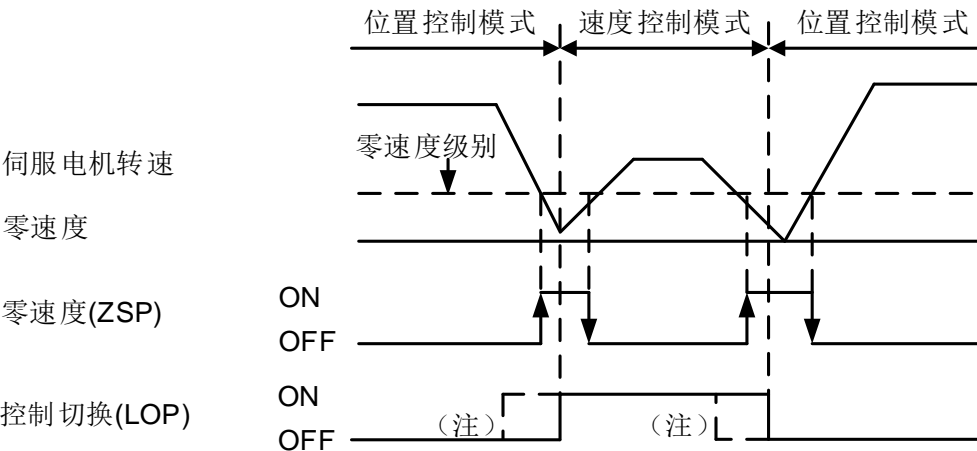 位置控制模式
速度控制模式
位置控制模式
零速度级别
伺服电机转速
零速度
零速度(ZSP)
ON
OFF
控制切换(LOP)
ON
OFF
（注）
（注）